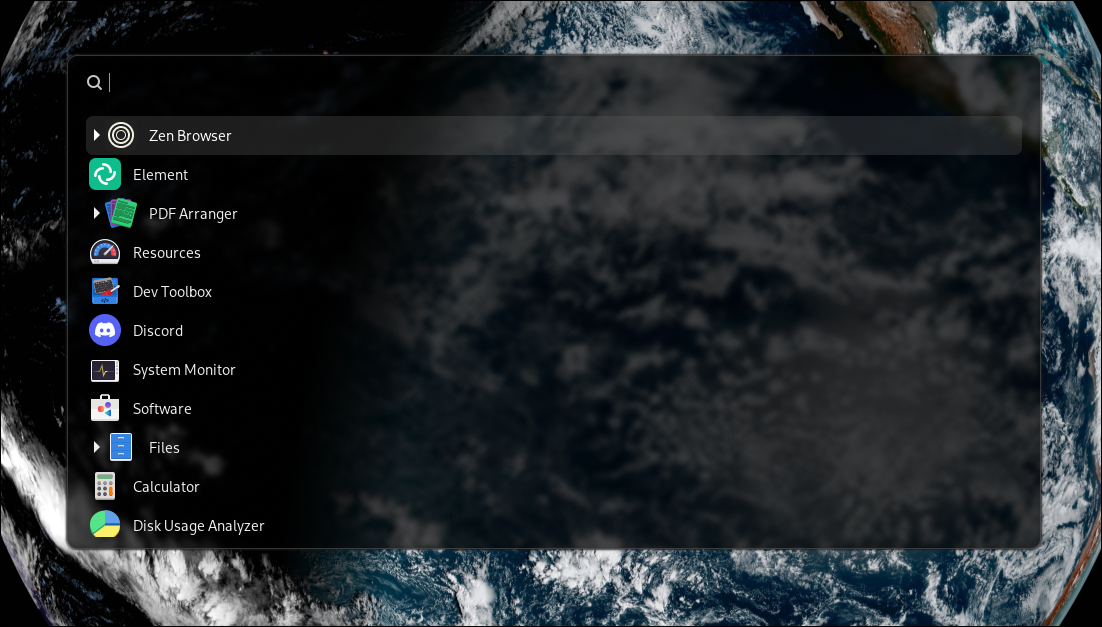 Zen Browser
Element
PDF Arranger
Resources
Dev Toolbox
Discord
System Monitor
Software
Files
Calculator
Disk Usage Analyzer